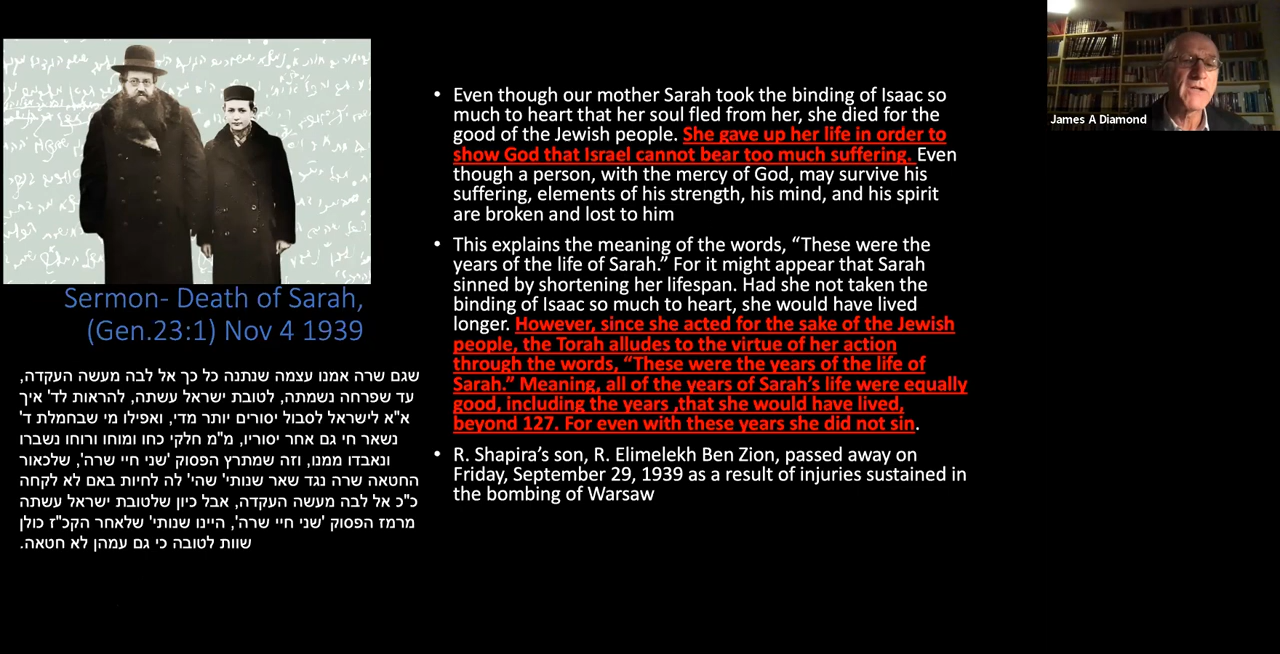 Sermon- Death of Sarah,
(Gen.23:1) Nov 4 1939
שגם שרה אמנו עצמה שנתנה כל כך אל לבה מעשה העקדה,
עד שפרחה נשמתה, לטובת ישראל עשתה, להראות לד' איך
א"א לישראל לסבול יסורים יותר מדי, ואפילו מי שבחמלת ד'
נשאר חי גם אחר יסוריו, מ"מ חלקי כחו ומוחו ורוחו נשברו
ונאבדו ממנו, וזה שמתרץ הפסוק 'שני חיי שרה', שלכאור
החטאה שרה נגד שאר שנותי' שהי' לה לחיות באם לא לקחה
כ"כ אל לבה מעשה העקדה, אבל כיון שלטובת ישראל עשתה
מרמז הפסוק 'שני חיי שרה', היינו שנותי' שלאחר הקכ"ז כולן
שוות לטובה כי גם עמהן לא חטאה.
• Even though our mother Sarah took the binding of Isaac so
much to heart that her soul fled from her, she died for the
good of the Jewish people. She gave up her life in order to
show God that Israel cannot bear too much suffering. Even
though a person, with the mercy of God, may survive his
suffering, elements of his strength, his mind, and his spirit
are broken and lost to him
• This explains the meaning of the words, “These were the
years of the life of Sarah.” For it might appear that Sarah
sinned by shortening her lifespan. Had she not taken the
binding of Isaac so much to heart, she would have lived
longer. However, since she acted for the sake of the Jewish
people, the Torah alludes to the virtue of her action
through the words, “These were the years of the life of
Sarah.” Meaning, all of the years of Sarah’s life were equally
good, including the years ,that she would have lived,
beyond 127. For even with these years she did not sin.
• R. Shapira’s son, R. Elimelekh Ben Zion, passed away on
Friday, September 29, 1939 as a result of injuries sustained in
the bombing of Warsaw
James A Diamond